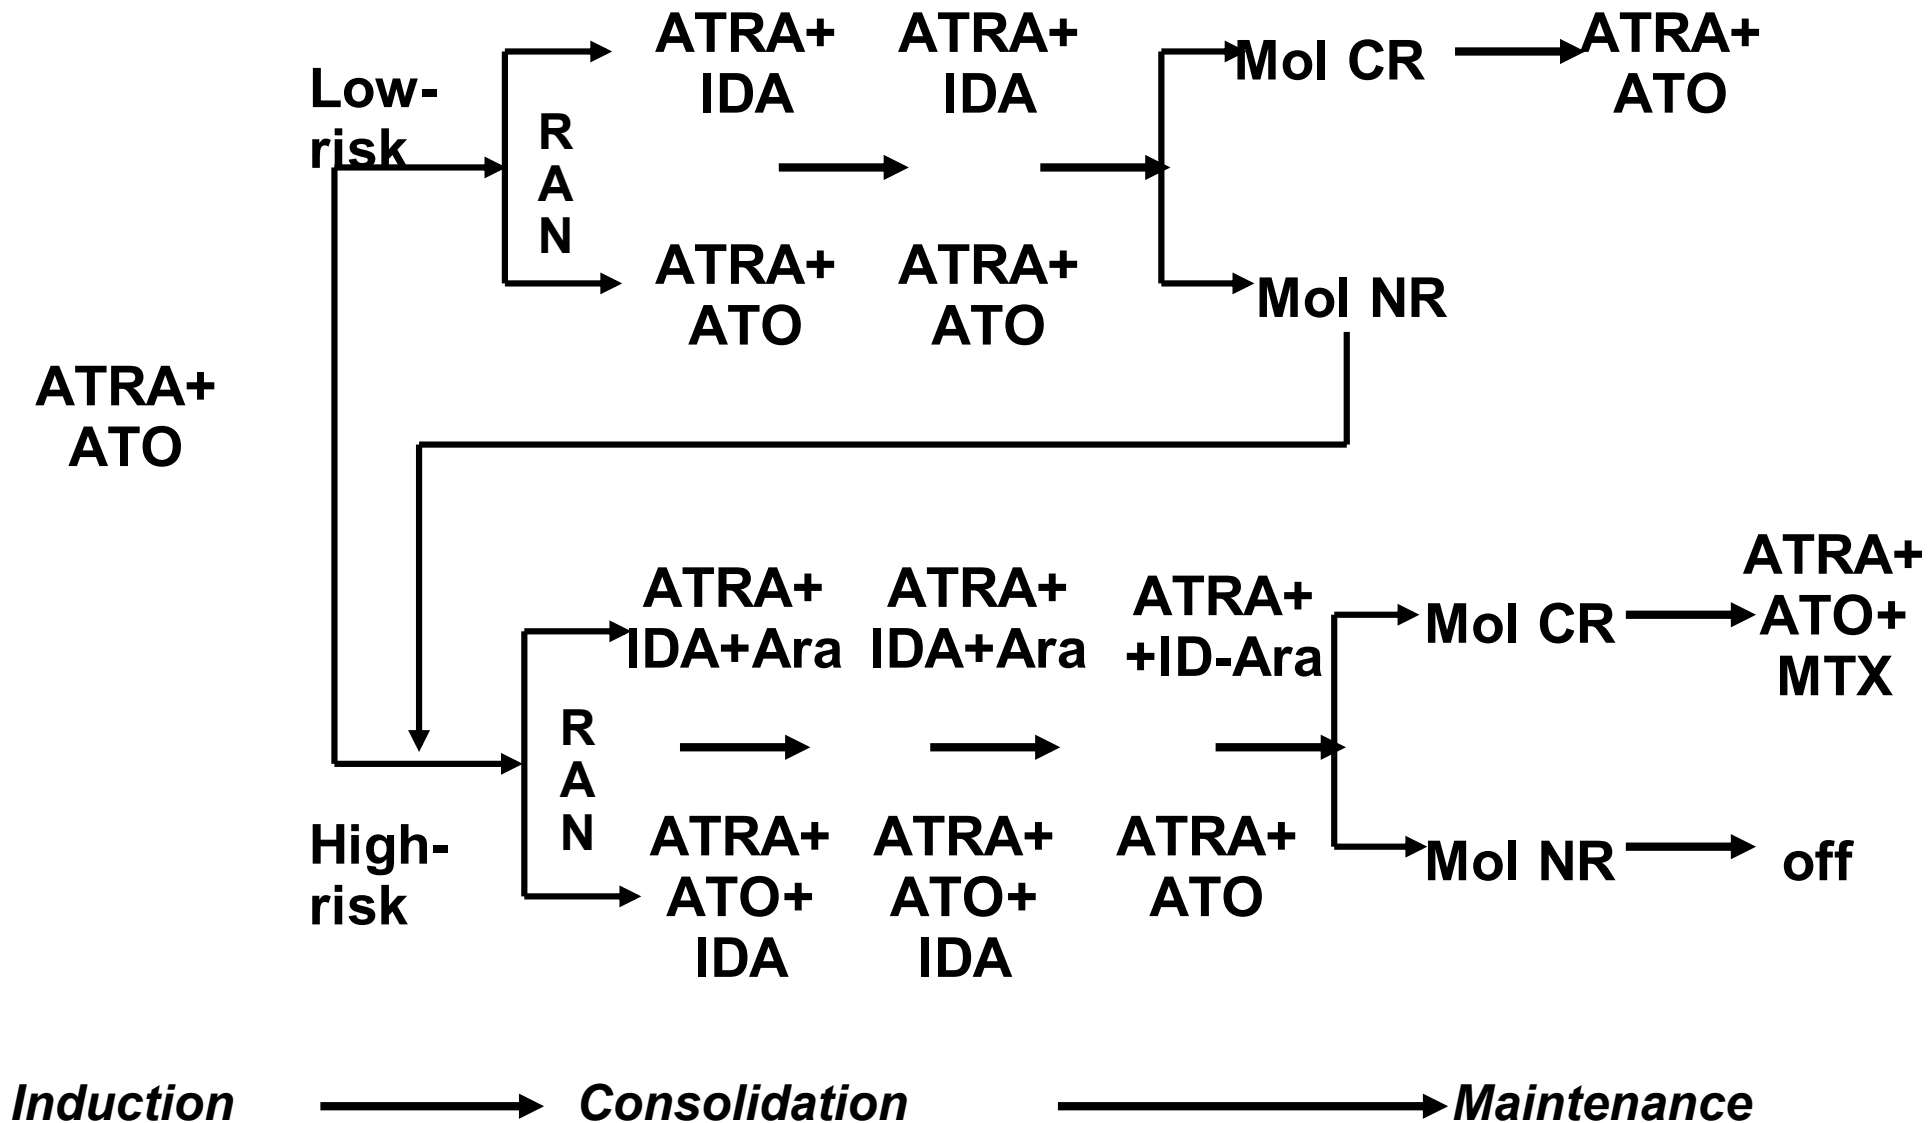 ATRA+
ATO
Low-
risk
R
A
N
ATRA+
IDA
ATRA+
IDA
ATRA+
ATO
ATRA+
ATO
Mol CR
ATRA+
ATO
Mol NR
High-
risk
R
A
N
ATRA+
IDA+Ara
ATRA+
IDA+Ara
ATRA+
+ID-Ara
ATRA+
ATO+
IDA
ATRA+
ATO+
IDA
ATRA+
ATO
Mol CR
ATRA+
ATO+
MTX
Mol NR
off
Induction
Consolidation
Maintenance